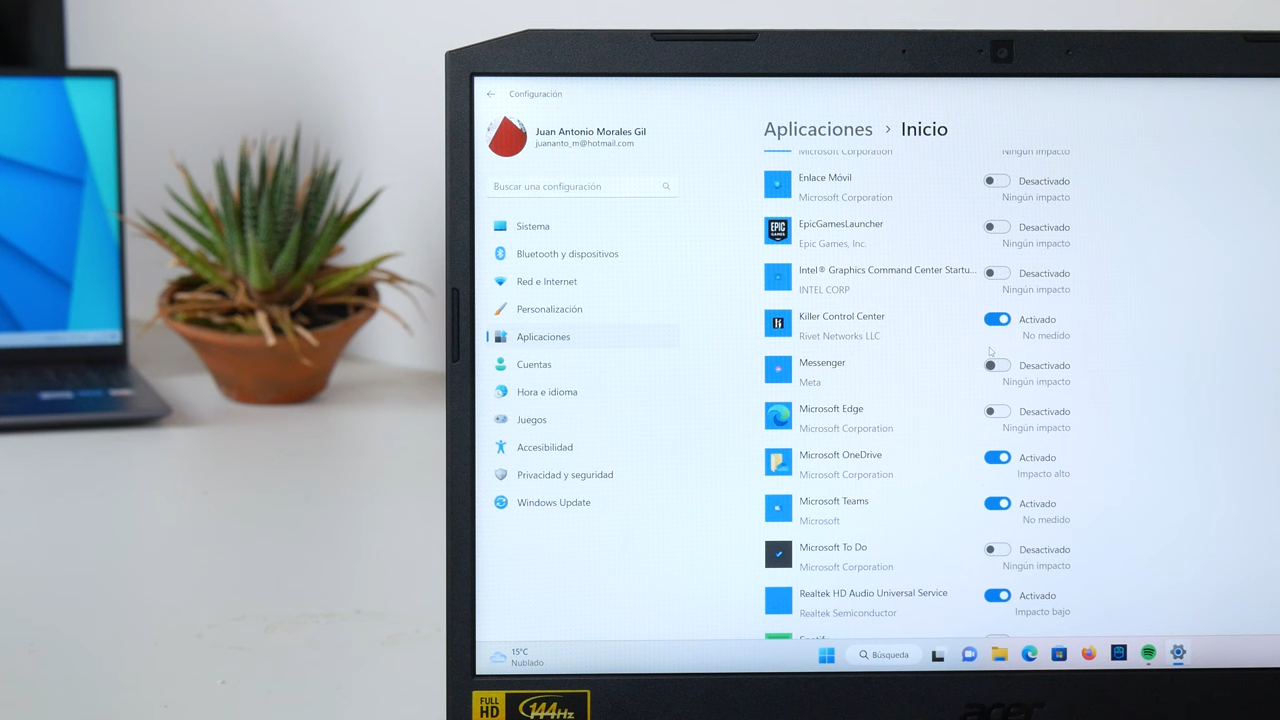 Configuración
Juan Antonio Morales Gil
juananto_m@hotmail.com
Buscar una configuración
Sistema
Bluetooth y dispositivos
Red e Internet
Personalización
Aplicaciones
Cuentas
Hora e idioma
Juegos
Accesibilidad
Privacidad y seguridad
Windows Update
Aplicaciones › Inicio
Microsoft Corporation Ningún impacto
Enlace Móvil Desactivado
Microsoft Corporation Ningún impacto
EPIC GAMES
EpicGamesLauncher Desactivado
Epic Games, Inc. Ningún impacto
Intel® Graphics Command Center Startu... Desactivado
INTEL CORP Ningún impacto
Killer Control Center Activado
Rivet Networks LLC No medido
Messenger Desactivado
Meta Ningún impacto
Microsoft Edge Desactivado
Microsoft Corporation Ningún impacto
Microsoft OneDrive Activado
Microsoft Corporation Impacto alto
Microsoft Teams Activado
Microsoft No medido
Microsoft To Do Desactivado
Microsoft Corporation Ningún impacto
Realtek HD Audio Universal Service Activado
Realtek Semiconductor Impacto bajo
Spotify
15°C
Nublado
Búsqueda
FULL HD
144Hz
acer